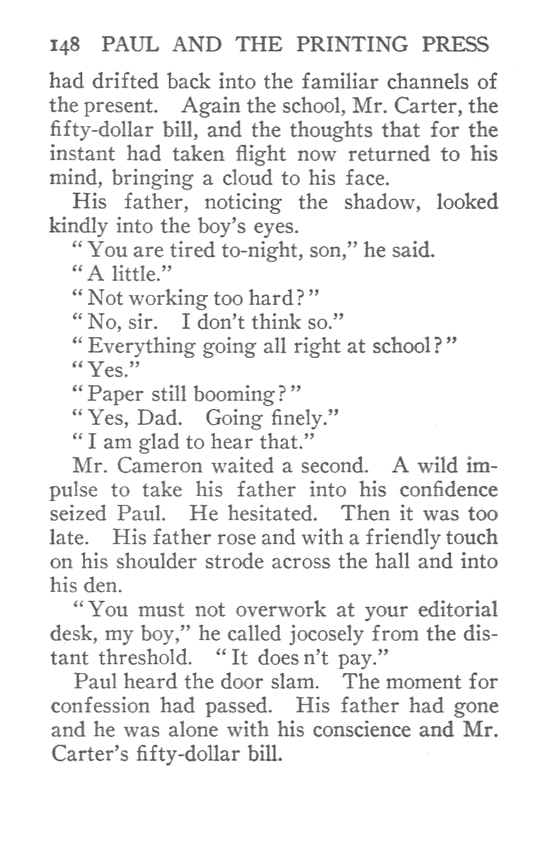 148 PAUL AND THE PRINTING PRESS
had drifted back into the familiar channels of
the present. Again the school, Mr. Carter, the
fifty-dollar bill, and the thoughts that for the
instant had taken flight now returned to his
mind, bringing a cloud to his face.
His father, noticing the shadow, looked
kindly into the boy's eyes.
“You are tired to-night, son,” he said.
“A little.”
“Not working too hard?”
“No, sir. I don't think so.”
“Everything going all right at school?”
“Yes.”
“Paper still booming?”
“Yes, Dad. Going finely.”
“I am glad to hear that.”
Mr. Cameron waited a second. A wild im-
pulse to take his father into his confidence
seized Paul. He hesitated. Then it was too
late. His father rose and with a friendly touch
on his shoulder strode across the hall and into
his den.
“You must not overwork at your editorial
desk, my boy,” he called jocosely from the dis-
tant threshold. “It does n't pay.”
Paul heard the door slam. The moment for
confession had passed. His father had gone
and he was alone with his conscience and Mr.
Carter's fifty-dollar bill.